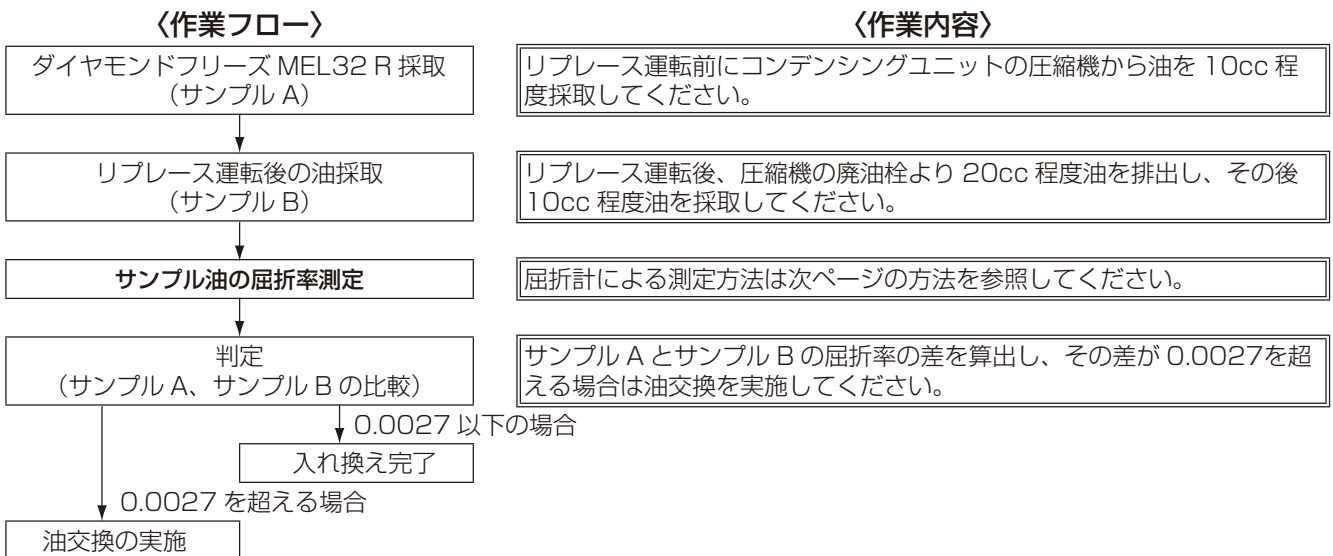 〈作業フロー〉
〈作業内容〉
ダイヤモンドフリーズ MEL32 R 採取
（サンプル A）
リプレース運転前にコンデンシングユニットの圧縮機から油を 10cc 程
度採取してください。
リプレース運転後の油採取
（サンプル B）
リプレース運転後、圧縮機の廃油栓より 20cc 程度油を排出し、その後
10cc 程度油を採取してください。
サンプル油の屈折率測定
屈折計による測定方法は次ページの方法を参照してください。
判定
（サンプル A、サンプル B の比較）
サンプル A とサンプル B の屈折率の差を算出し、その差が 0.0027を超
える場合は油交換を実施してください。
0.0027 以下の場合
入れ換え完了
0.0027 を超える場合
油交換の実施